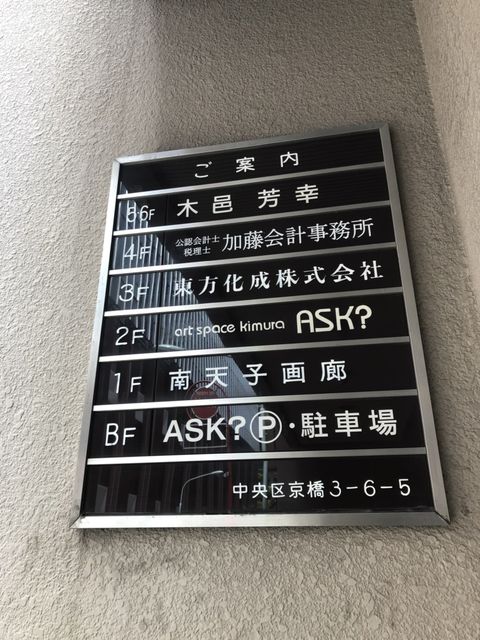 ご案内
56F 木邑芳幸
4F 公認会計士 税理士 加藤会計事務所
3F 東方化成株式会社
2F art space kimura ASK?
1F 南天子画廊
BF ASK? Ⓟ・駐車場
中央区京橋3-6-5